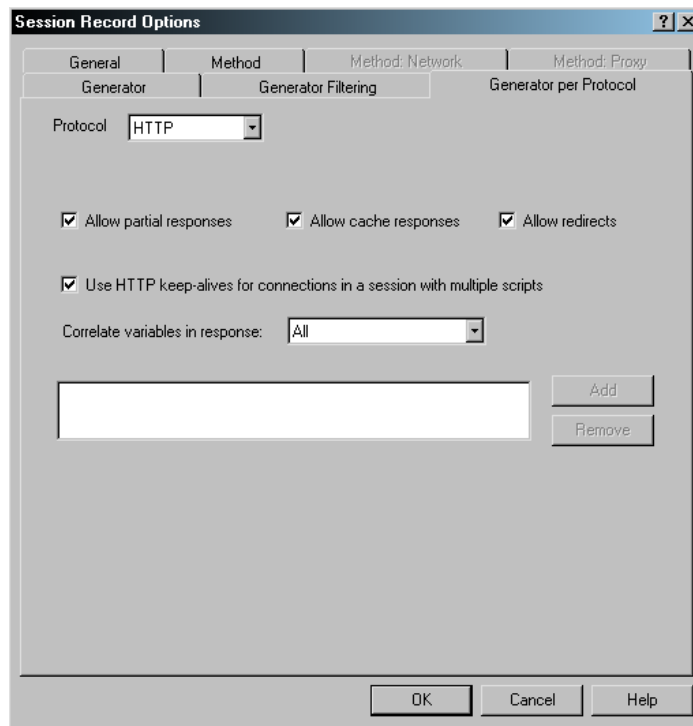 Session Record Options
General Method Method: Network Method: Proxy
Generator Generator Filtering Generator per Protocol
Protocol HTTP
Allow partial responses Allow cache responses Allow redirects
Use HTTP keep-alives for connections in a session with multiple scripts
Correlate variables in response: All
Add
Remove
OK Cancel Help